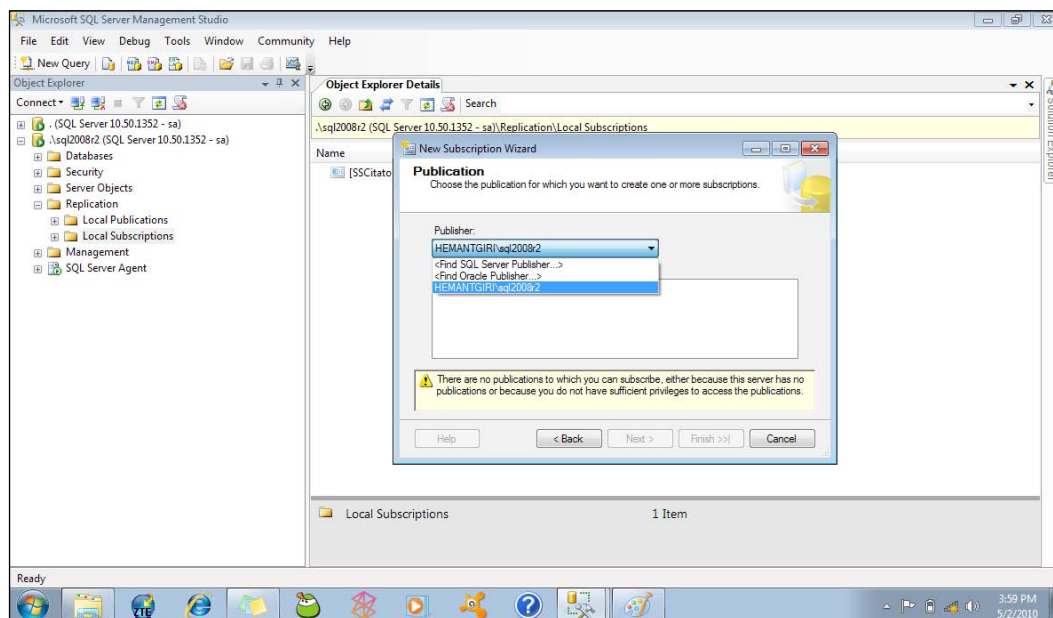 Microsoft SQL Server Management Studio
File Edit View Debug Tools Window Community Help
New Query
Object Explorer
Connect
. (SQL Server 10.50.1352 - sa)
.\sql2008r2 (SQL Server 10.50.1352 - sa)
Databases
Security
Server Objects
Replication
Local Publications
Local Subscriptions
Management
SQL Server Agent
Object Explorer Details
Search
.\sql2008r2 (SQL Server 10.50.1352 - sa)\Replication\Local Subscriptions
Name
[SSCitato
New Subscription Wizard
Publication
Choose the publication for which you want to create one or more subscriptions.
Publisher:
HEMANTGIRI\sql2008r2
<Find SQL Server Publisher...>
<Find Oracle Publisher...>
HEMANTGIRI\sql2008r2
There are no publications to which you can subscribe, either because this server has no
publications or because you do not have sufficient privileges to access the publications.
Help < Back Next > Finish >>| Cancel
Local Subscriptions 1 Item
Solution Explorer
Ready
ZTE
3:59 PM
5/2/2010